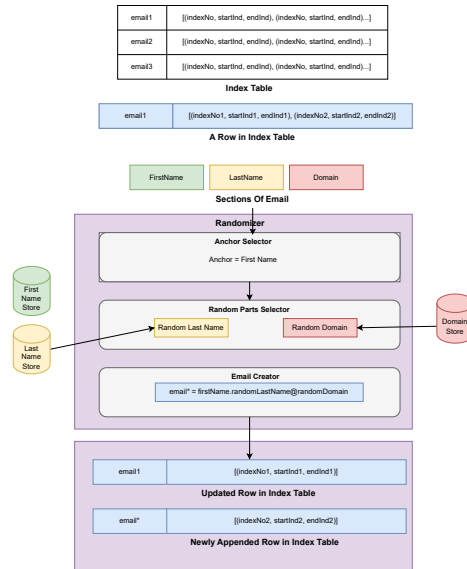 email1 [(indexNo, startInd, endInd), (indexNo, startInd, endInd)...]
email2 [(indexNo, startInd, endInd), (indexNo, startInd, endInd)...]
email3 [(indexNo, startInd, endInd), (indexNo, startInd, endInd)...]
Index Table
email1 [(indexNo1, startInd1, endInd1), (indexNo2, startInd2, endInd2)]
A Row in Index Table
FirstName LastName Domain
Sections Of Email
Randomizer
Anchor Selector
Anchor = First Name
First
Name
Store
Random Parts Selector
Random Last Name Random Domain
Domain
Store
Last
Name
Store
Email Creator
email* = firstName.randomLastName@randomDomain
email1 [(indexNo1, startInd1, endInd1)]
Updated Row in Index Table
email* [(indexNo2, startInd2, endInd2)]
Newly Appended Row in Index Table